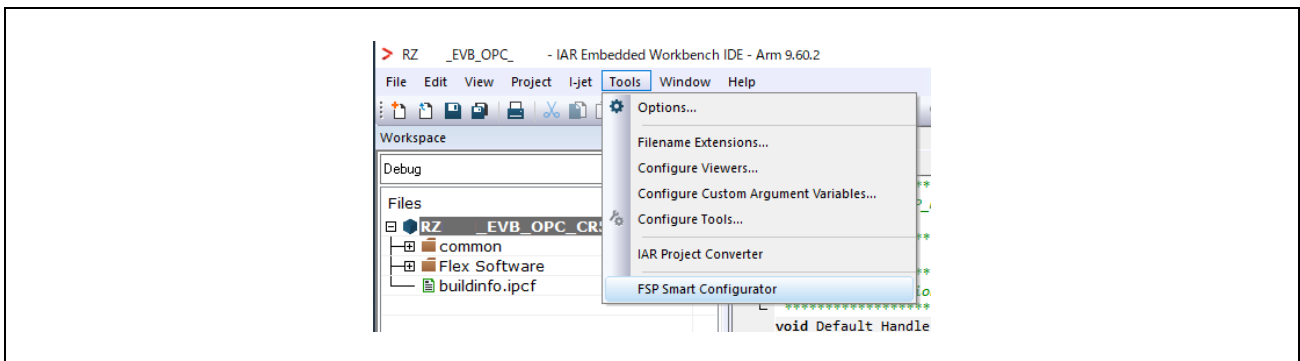 RZ _EVB_OPC_ - IAR Embedded Workbench IDE - Arm 9.60.2
File Edit View Project I-jet Tools Window Help
Options...
Workspace
Filename Extensions...
Debug
Configure Viewers...
Configure Custom Argument Variables...
Files
Configure Tools...
RZ _EVB_OPC_CR5
common
IAR Project Converter
Flex Software
buildinfo.ipcf
FSP Smart Configurator
void Default Handle